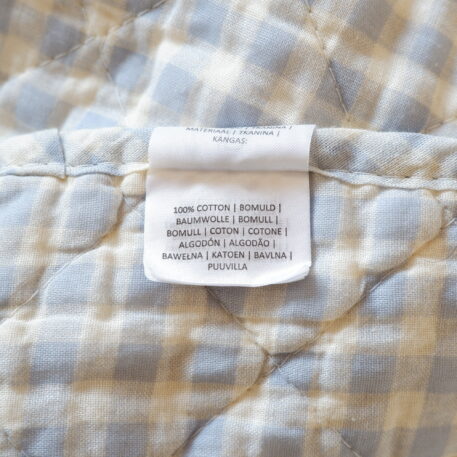 MATERIAAL | TKANINA |
KANGAS:
100% COTTON | BOMULD |
BAUMWOLLE | BOMULL |
BOMULL | COTON | COTONE |
ALGODÓN | ALGODÃO |
BAWEŁNA | KATOEN | BAVLNA |
PUUVILLA